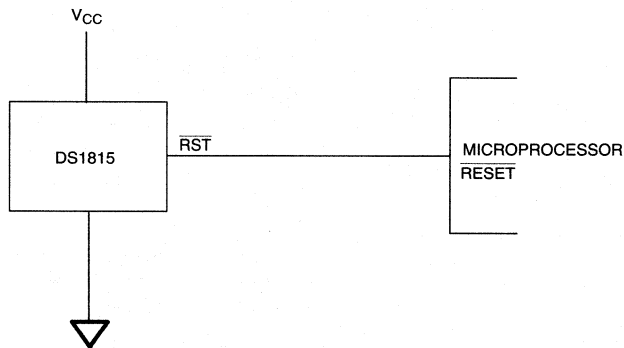 VCC
RST
DS1815
MICROPROCESSOR
RESET